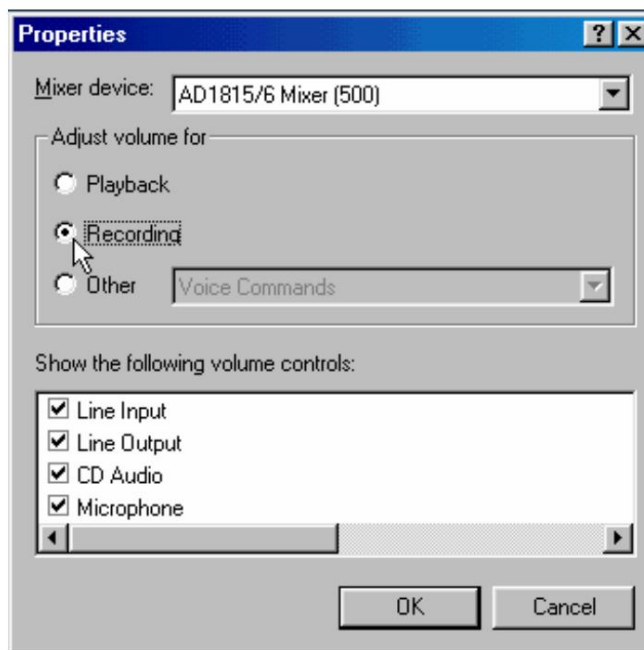 Properties
Mixer device: AD1815/6 Mixer (500)
Adjust volume for
Playback
Recording
Other Voice Commands
Show the following volume controls:
Line Input
Line Output
CD Audio
Microphone
OK Cancel